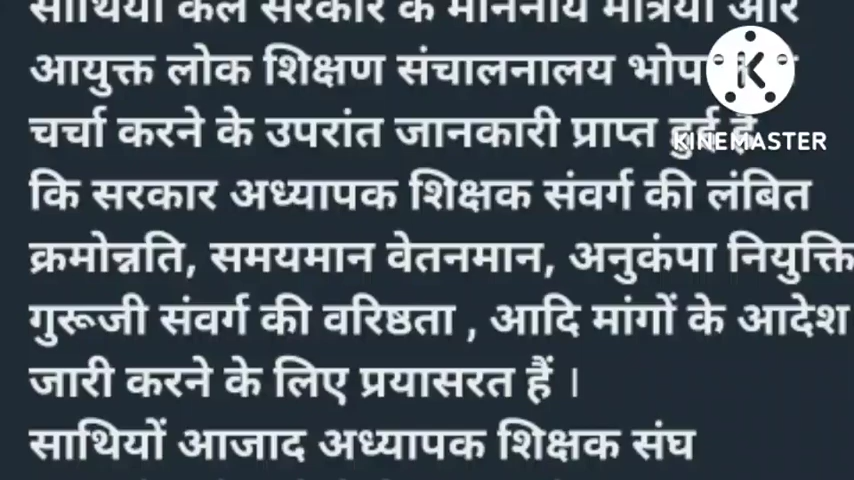 साथियों कल सरकार के माननीय मंत्रियों और
आयुक्त लोक शिक्षण संचालनालय भोपाल
चर्चा करने के उपरांत जानकारी प्राप्त हुई है
कि सरकार अध्यापक शिक्षक संवर्ग की लंबित
क्रमोन्नति, समयमान वेतनमान, अनुकंपा नियुक्ति
गुरूजी संवर्ग की वरिष्ठता , आदि मांगों के आदेश
जारी करने के लिए प्रयासरत हैं ।
साथियों आजाद अध्यापक शिक्षक संघ
KINEMASTER